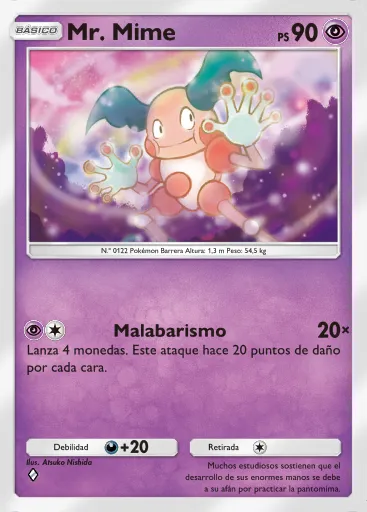 BÁSICO Mr. Mime PS 90
N.º 0122 Pokémon Barrera Altura: 1,3 m Peso: 54,5 kg
Malabarismo 20×
Lanza 4 monedas. Este ataque hace 20 puntos de daño
por cada cara.
Debilidad +20 Retirada
Ilus. Atsuko Nishida
Muchos estudiosos sostienen que el
desarrollo de sus enormes manos se debe
a su afán por practicar la pantomima.